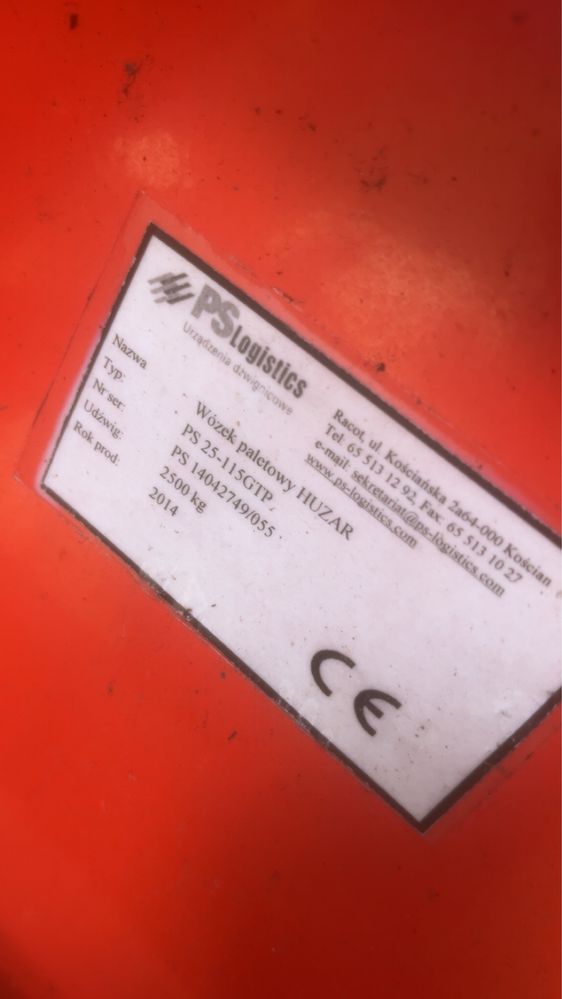 PS Logistics
Urządzenia dźwignicowe
Racot, ul. Kościańska 2a64-000 Kościan
Tel. 65 513 12 92, Fax: 65 513 10 27
e-mail: sekretariat@ps-logistics.com
www.ps-logistics.com
Nazwa Wózek paletowy HUZAR
Typ: PS 25-115GTP
Nr ser: PS 14042749/055
Udźwig: 2500 kg
Rok prod: 2014
CE